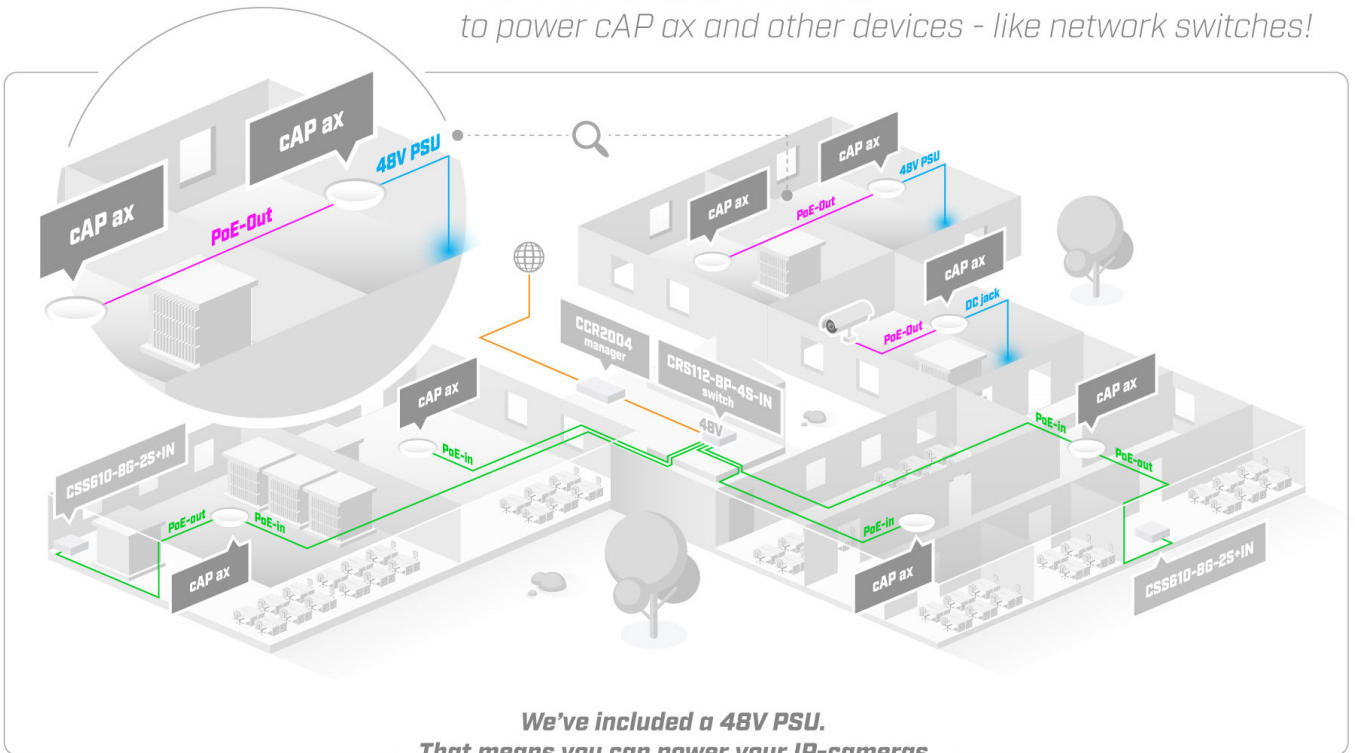 to power cAP ax and other devices - like network switches!
cAP ax
48V PSU
cAP ax
PoE-Out
cAP ax
48V PSU
cAP ax
PoE-Out
cAP ax
DC jack
PoE-Out
CCR2004
manager
CRS112-8P-4S-IN
switch
48V
cAP ax
PoE-in
cAP ax
PoE-in
PoE-out
CSS610-8G-2S+IN
PoE-out
PoE-in
cAP ax
PoE-in
cAP ax
CSS610-8G-2S+IN
We've included a 48V PSU.
That means you can power your IP-cameras